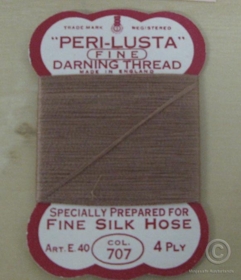 TRADE MARK REGISTERED
"PERI-LUSTA"
FINE
DARNING THREAD
MADE IN ENGLAND
SPECIALLY PREPARED FOR
FINE SILK HOSE
ART. E. 40 COL. 707 4 PLY
©